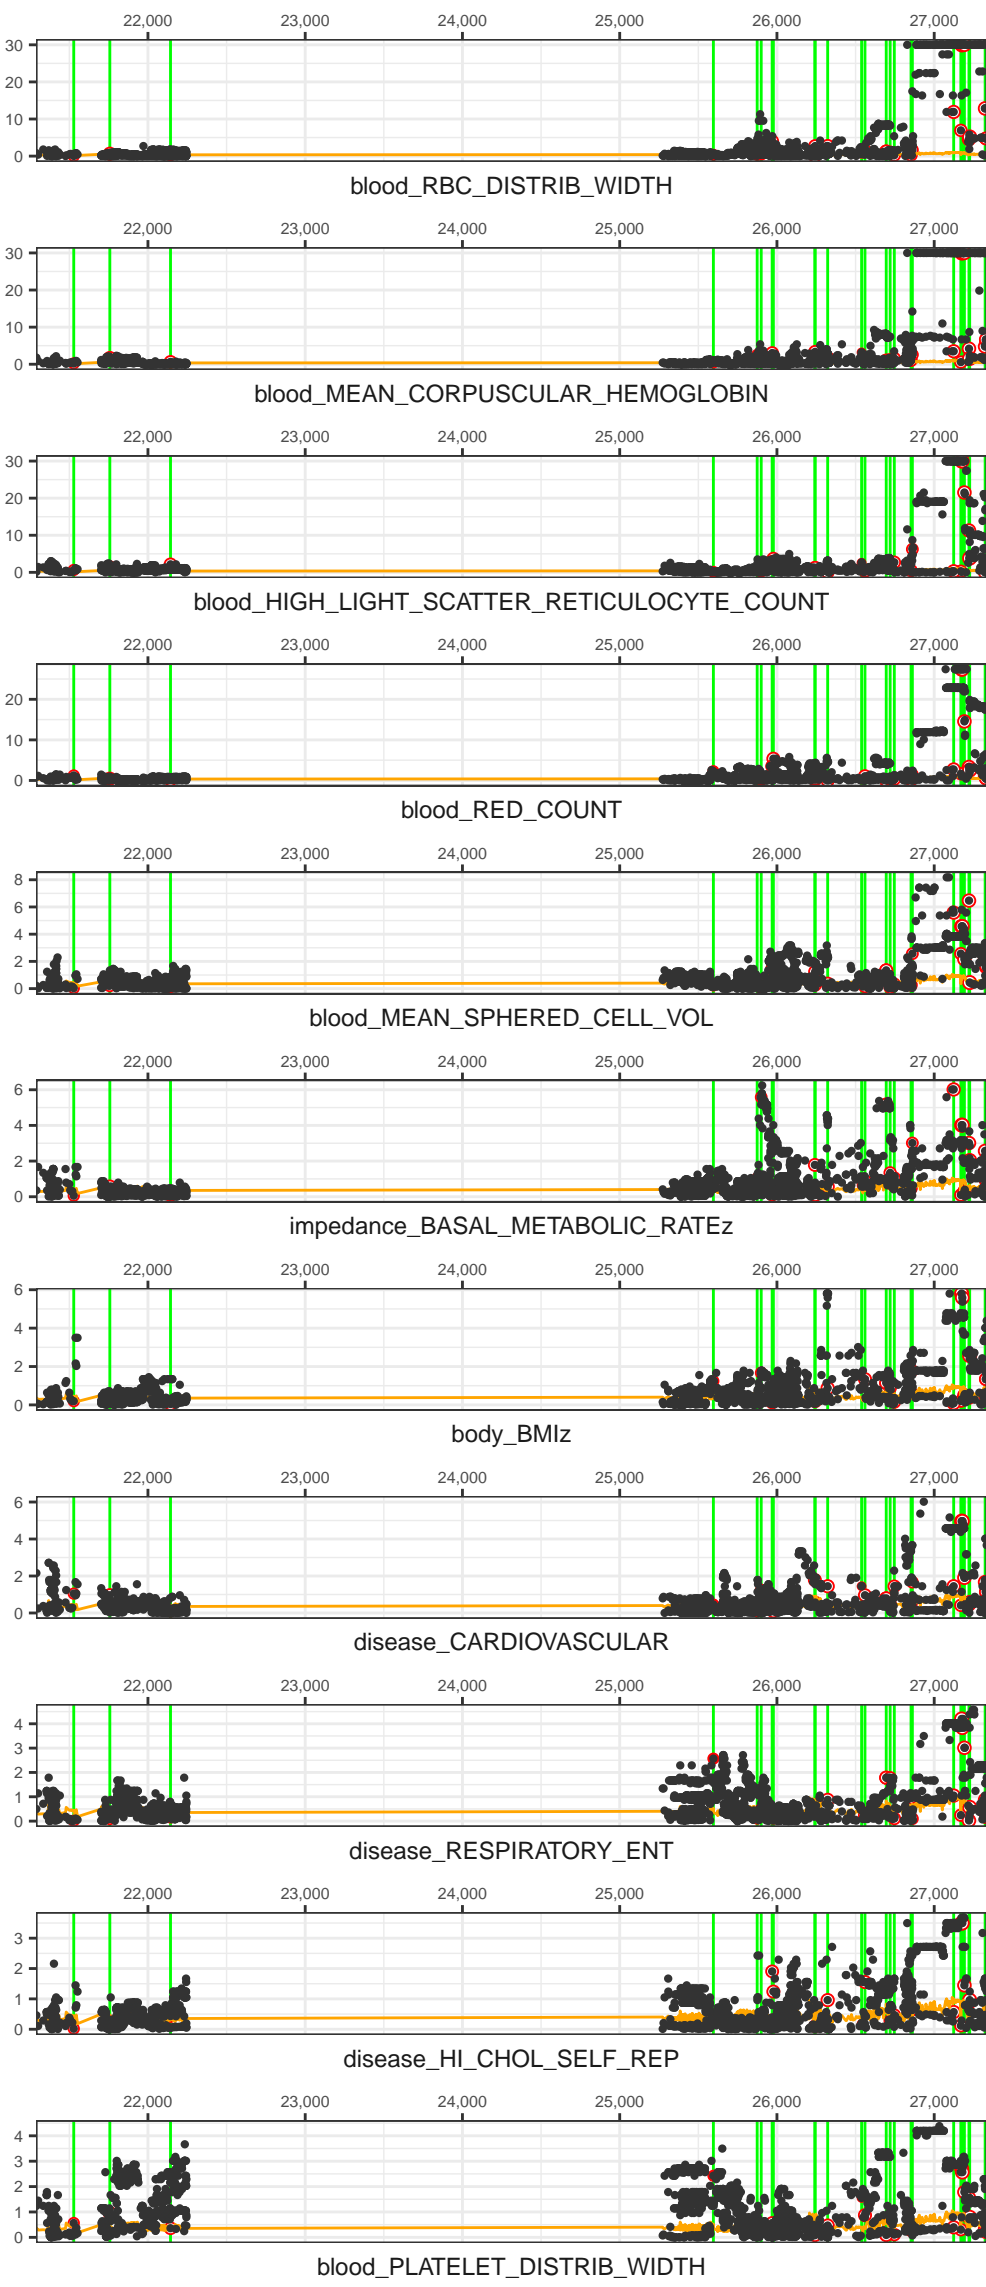 22,000 23,000 24,000 25,000 26,000 27,000
30
20
10
0
blood_RBC_DISTRIB_WIDTH
22,000 23,000 24,000 25,000 26,000 27,000
30
20
10
0
blood_MEAN_CORPUSCULAR_HEMOGLOBIN
22,000 23,000 24,000 25,000 26,000 27,000
30
20
10
0
blood_HIGH_LIGHT_SCATTER_RETICULOCYTE_COUNT
22,000 23,000 24,000 25,000 26,000 27,000
20
10
0
blood_RED_COUNT
22,000 23,000 24,000 25,000 26,000 27,000
8
6
4
2
0
blood_MEAN_SPHERED_CELL_VOL
22,000 23,000 24,000 25,000 26,000 27,000
6
4
2
0
impedance_BASAL_METABOLIC_RATEz
22,000 23,000 24,000 25,000 26,000 27,000
6
4
2
0
body_BMIz
22,000 23,000 24,000 25,000 26,000 27,000
6
4
2
0
disease_CARDIOVASCULAR
22,000 23,000 24,000 25,000 26,000 27,000
4
3
2
1
0
disease_RESPIRATORY_ENT
22,000 23,000 24,000 25,000 26,000 27,000
3
2
1
0
disease_HI_CHOL_SELF_REP
22,000 23,000 24,000 25,000 26,000 27,000
4
3
2
1
0
blood_PLATELET_DISTRIB_WIDTH